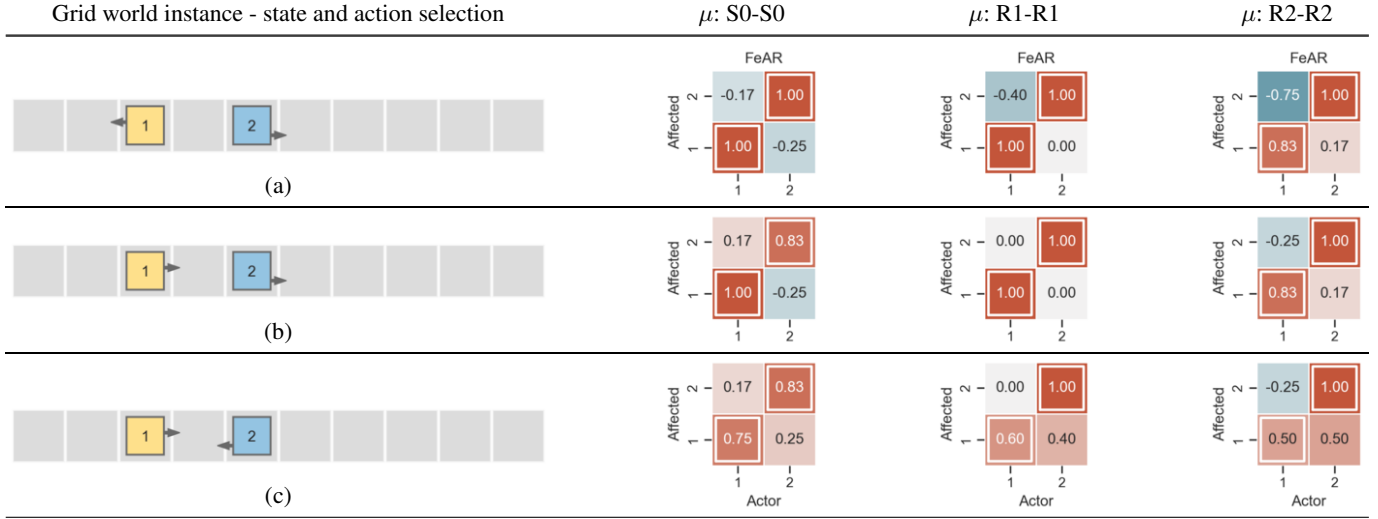 Grid world instance - state and action selection μ: S0-S0 μ: R1-R1 μ: R2-R2
FeAR FeAR FeAR
Affected 2 -0.17 1.00 Affected 2 -0.40 1.00 Affected 2 -0.75 1.00
1 2
1 1.00 -0.25 1 1.00 0.00 1 0.83 0.17
1 2 1 2 1 2
(a)
Affected 2 0.17 0.83 Affected 2 0.00 1.00 Affected 2 -0.25 1.00
1 2
1 1.00 -0.25 1 1.00 0.00 1 0.83 0.17
1 2 1 2 1 2
(b)
Affected 2 0.17 0.83 Affected 2 0.00 1.00 Affected 2 -0.25 1.00
1 2
1 0.75 0.25 1 0.60 0.40 1 0.50 0.50
1 2 1 2 1 2
(c) Actor Actor Actor